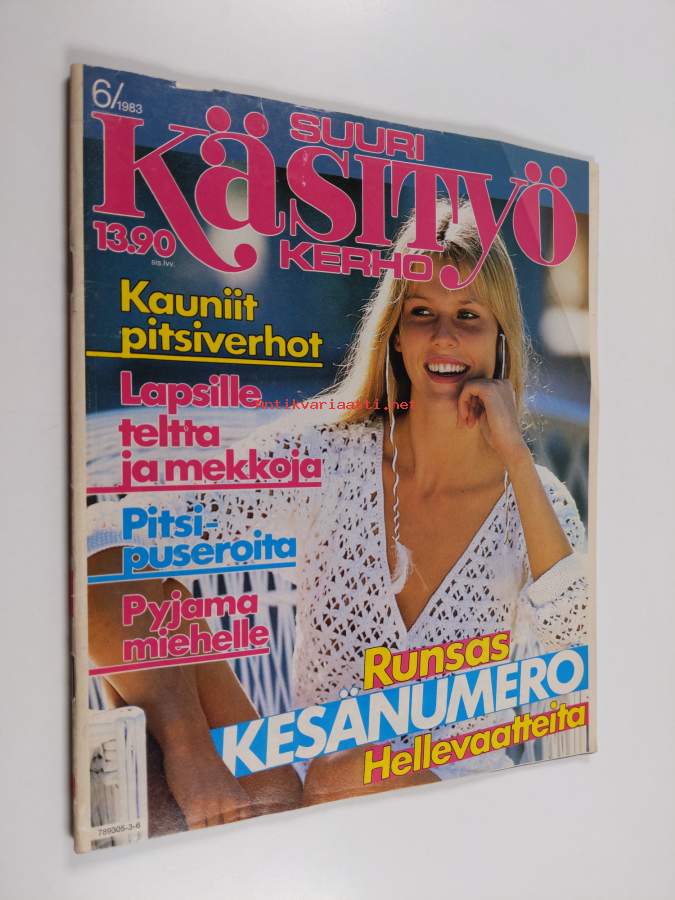 6/1983
SUURI
Käsityö
KERHO
13.90
sis.lvv.
Kauniit
pitsiverhot
Lapsille
teltta
ja mekkoja
Antikvariaatti.net
Pitsi-
puseroita
Pyjama
miehelle
Runsas
KESÄNUMERO
Hellevaatteita
789305-3-6